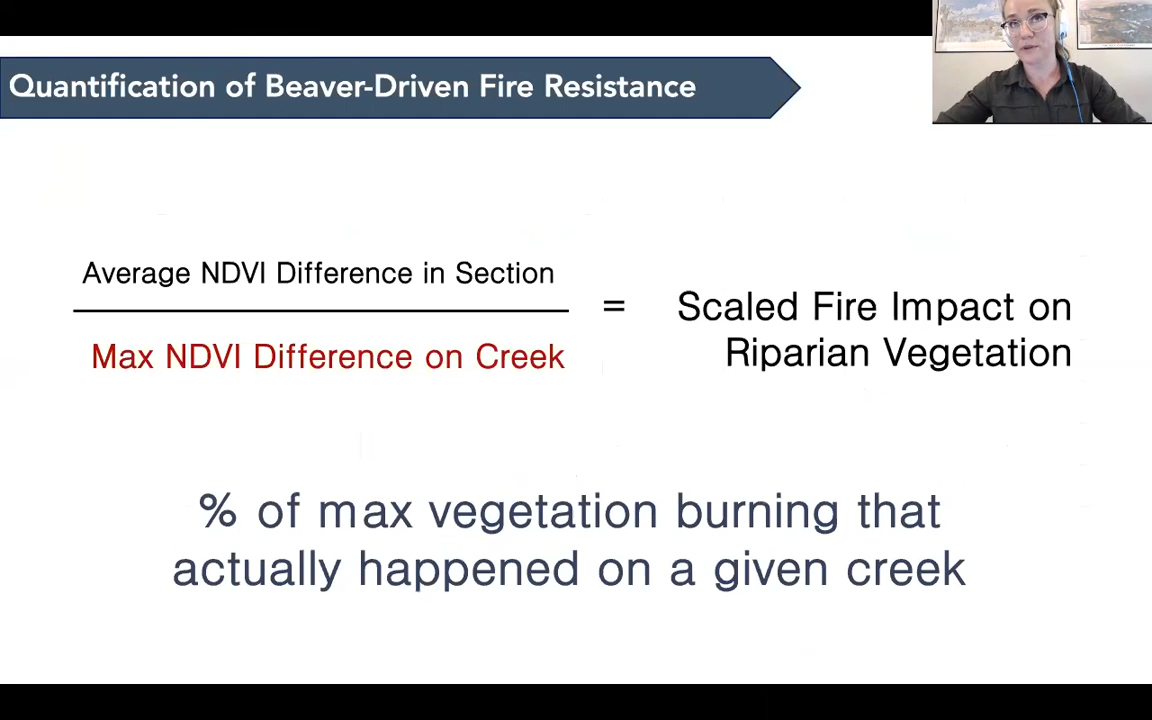 Quantification of Beaver-Driven Fire Resistance
Average NDVI Difference in Section
Max NDVI Difference on Creek
=
Scaled Fire Impact on
Riparian Vegetation
% of max vegetation burning that
actually happened on a given creek